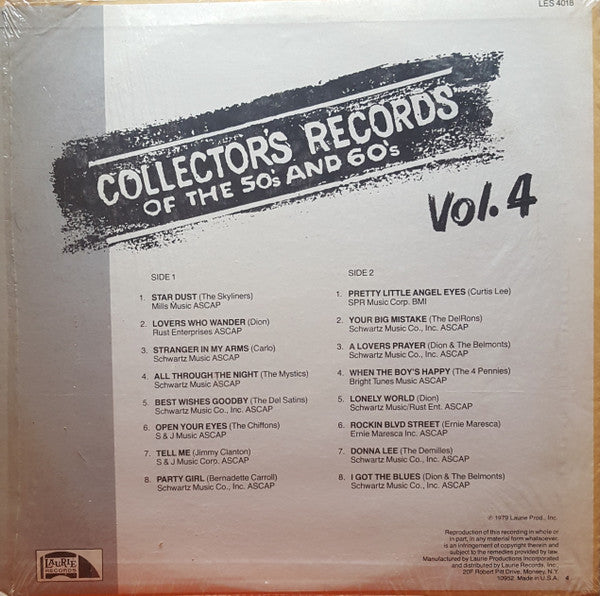 LES 4018
COLLECTOR'S RECORDS
OF THE 50's AND 60's
Vol. 4
SIDE 1
1. STAR DUST (The Skyliners)
Mills Music ASCAP
2. LOVERS WHO WANDER (Dion)
Rust Enterprises ASCAP
3. STRANGER IN MY ARMS (Carlo)
Schwartz Music ASCAP
4. ALL THROUGH THE NIGHT (The Mystics)
Schwartz Music ASCAP
5. BEST WISHES GOODBY (The Del Satins)
Schwartz Music Co., Inc. ASCAP
6. OPEN YOUR EYES (The Chiffons)
S & J Music ASCAP
7. TELL ME (Jimmy Clanton)
S & J Music Corp. ASCAP
8. PARTY GIRL (Bernadette Carroll)
Schwartz Music Co., Inc. ASCAP
SIDE 2
1. PRETTY LITTLE ANGEL EYES (Curtis Lee)
SPR Music Corp. BMI
2. YOUR BIG MISTAKE (The DelRons)
Schwartz Music Co., Inc. ASCAP
3. A LOVERS PRAYER (Dion & The Belmonts)
Schwartz Music Co., Inc. ASCAP
4. WHEN THE BOY'S HAPPY (The 4 Pennies)
Bright Tunes Music ASCAP
5. LONELY WORLD (Dion)
Schwartz Music/Rust Ent. ASCAP
6. ROCKIN BLVD STREET (Ernie Maresca)
Ernie Maresca Inc. ASCAP
7. DONNA LEE (The Demilles)
Schwartz Music Co., Inc. ASCAP
8. I GOT THE BLUES (Dion & The Belmonts)
Schwartz Music Co., Inc. ASCAP
℗ 1979 Laurie Prod., Inc.
Reproduction of this recording in whole or
in part, in any material form whatsoever,
is an infringement of copyright therein and
subject to the remedies provided by law.
Manufactured by Laurie Productions Incorporated
and distributed by Laurie Records, Inc.
20F Robert Pitt Drive, Monsey, N.Y.
10952. Made in U.S.A. 4
LAURIE
RECORDS